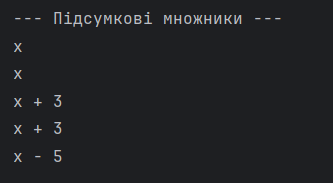 --- Підсумкові множники ---
x
x
x + 3
x + 3
x - 5